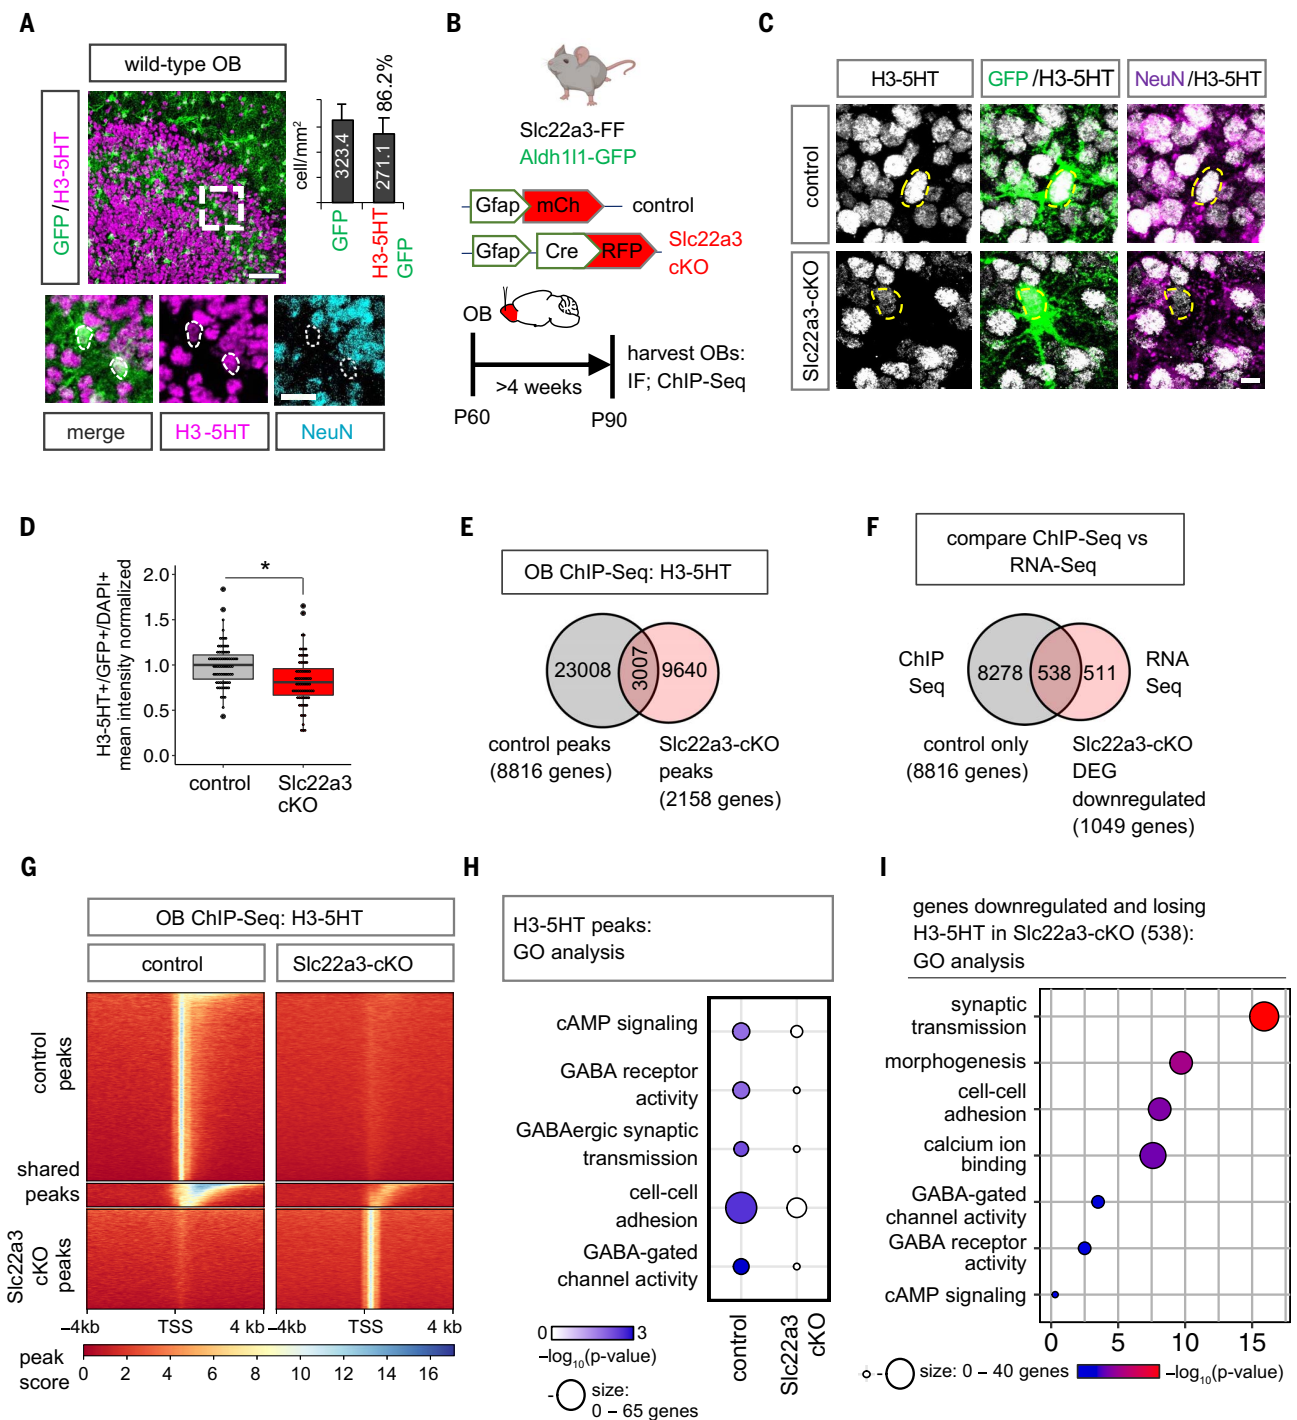 A
wild-type OB
GFP/H3-5HT
cell/mm²
323.4
271.1
86.2%
GFP
H3-5HT
GFP
merge
H3-5HT
NeuN
B
Slc22a3-FF
Aldh1l1-GFP
Gfap
mCh
control
Gfap
Cre
RFP
Slc22a3
cKO
OB
>4 weeks
harvest OBs:
IF; ChIP-Seq
P60
P90
C
H3-5HT
GFP/H3-5HT
NeuN/H3-5HT
control
Slc22a3-cKO
D
H3-5HT+/GFP+/DAPI+
mean intensity normalized
2.0
1.5
1.0
0.5
0.0
*
control
Slc22a3
cKO
E
OB ChIP-Seq: H3-5HT
23008
3007
9640
control peaks
(8816 genes)
Slc22a3-cKO
peaks
(2158 genes)
F
compare ChIP-Seq vs
RNA-Seq
ChIP
Seq
8278
538
511
RNA
Seq
control only
(8816 genes)
Slc22a3-cKO
DEG
downregulated
(1049 genes)
G
OB ChIP-Seq: H3-5HT
control
Slc22a3-cKO
control
peaks
shared
peaks
Slc22a3
cKO
peaks
–4kb
TSS
4 kb
–4kb
TSS
4 kb
peak
score
0 2 4 6 8 10 12 14 16
H
H3-5HT peaks:
GO analysis
cAMP signaling
GABA receptor
activity
GABAergic synaptic
transmission
cell-cell
adhesion
GABA-gated
channel activity
control
Slc22a3
cKO
0
3
–log₁₀(p-value)
-
size:
0 – 65 genes
I
genes downregulated and losing
H3-5HT in Slc22a3-cKO (538):
GO analysis
synaptic
transmission
morphogenesis
cell-cell
adhesion
calcium ion
binding
GABA-gated
channel activity
GABA receptor
activity
cAMP signaling
0 5 10 15
- size: 0 – 40 genes
–log₁₀(p-value)